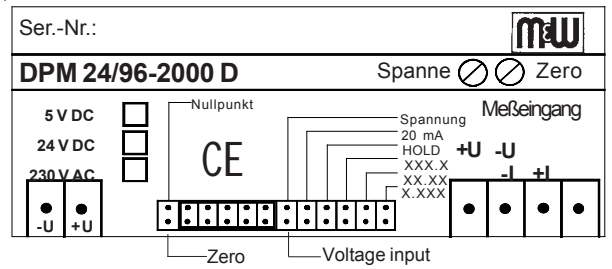 Ser.-Nr.:
m&w
DPM 24/96-2000 D
Spanne
Zero
Nullpunkt
5 V DC
24 V DC
230 V AC
CE
Spannung
20 mA
HOLD
XXX.X
XX.XX
X.XXX
Meßeingang
+U -U
-I +I
-U +U
Zero
Voltage input